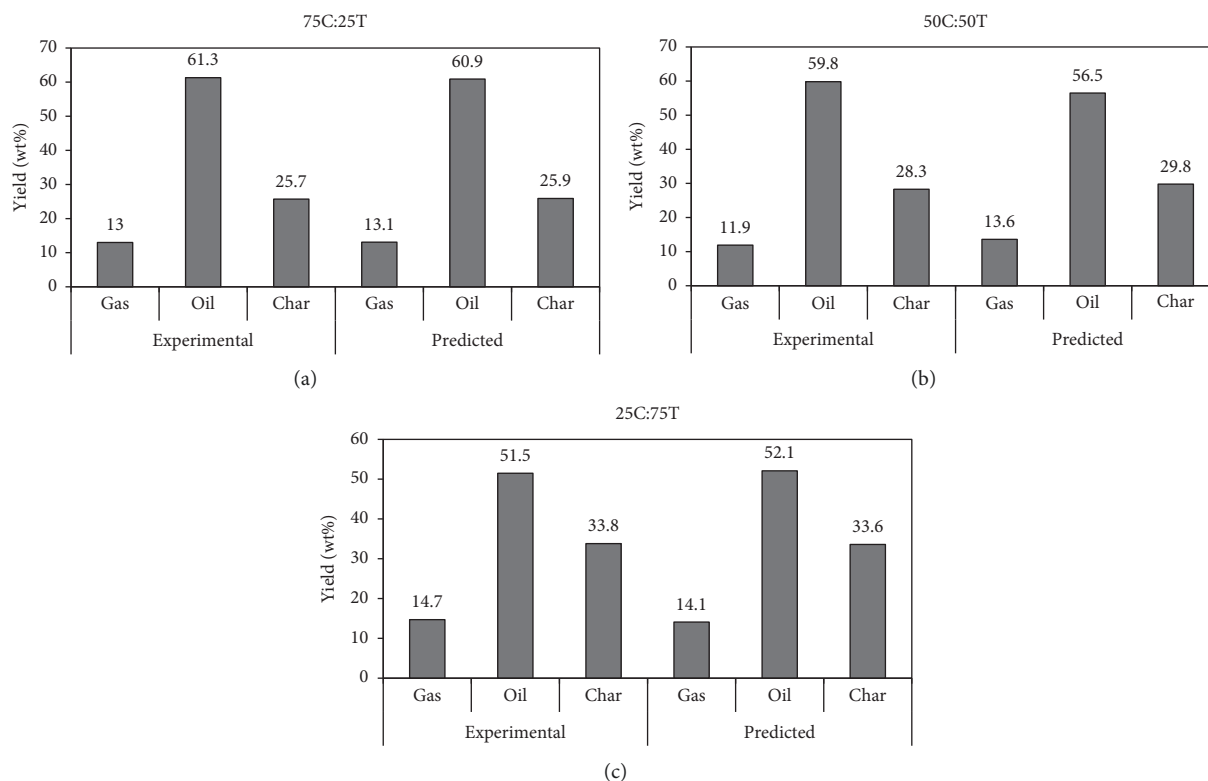 75C:25T
70
60
50
40
30
20
10
0
Yield (wt%)
13
61.3
25.7
13.1
60.9
25.9
Gas Oil Char Gas Oil Char
Experimental Predicted
(a)
50C:50T
70
60
50
40
30
20
10
0
Yield (wt%)
11.9
59.8
28.3
13.6
56.5
29.8
Gas Oil Char Gas Oil Char
Experimental Predicted
(b)
25C:75T
60
50
40
30
20
10
0
Yield (wt%)
14.7
51.5
33.8
14.1
52.1
33.6
Gas Oil Char Gas Oil Char
Experimental Predicted
(c)